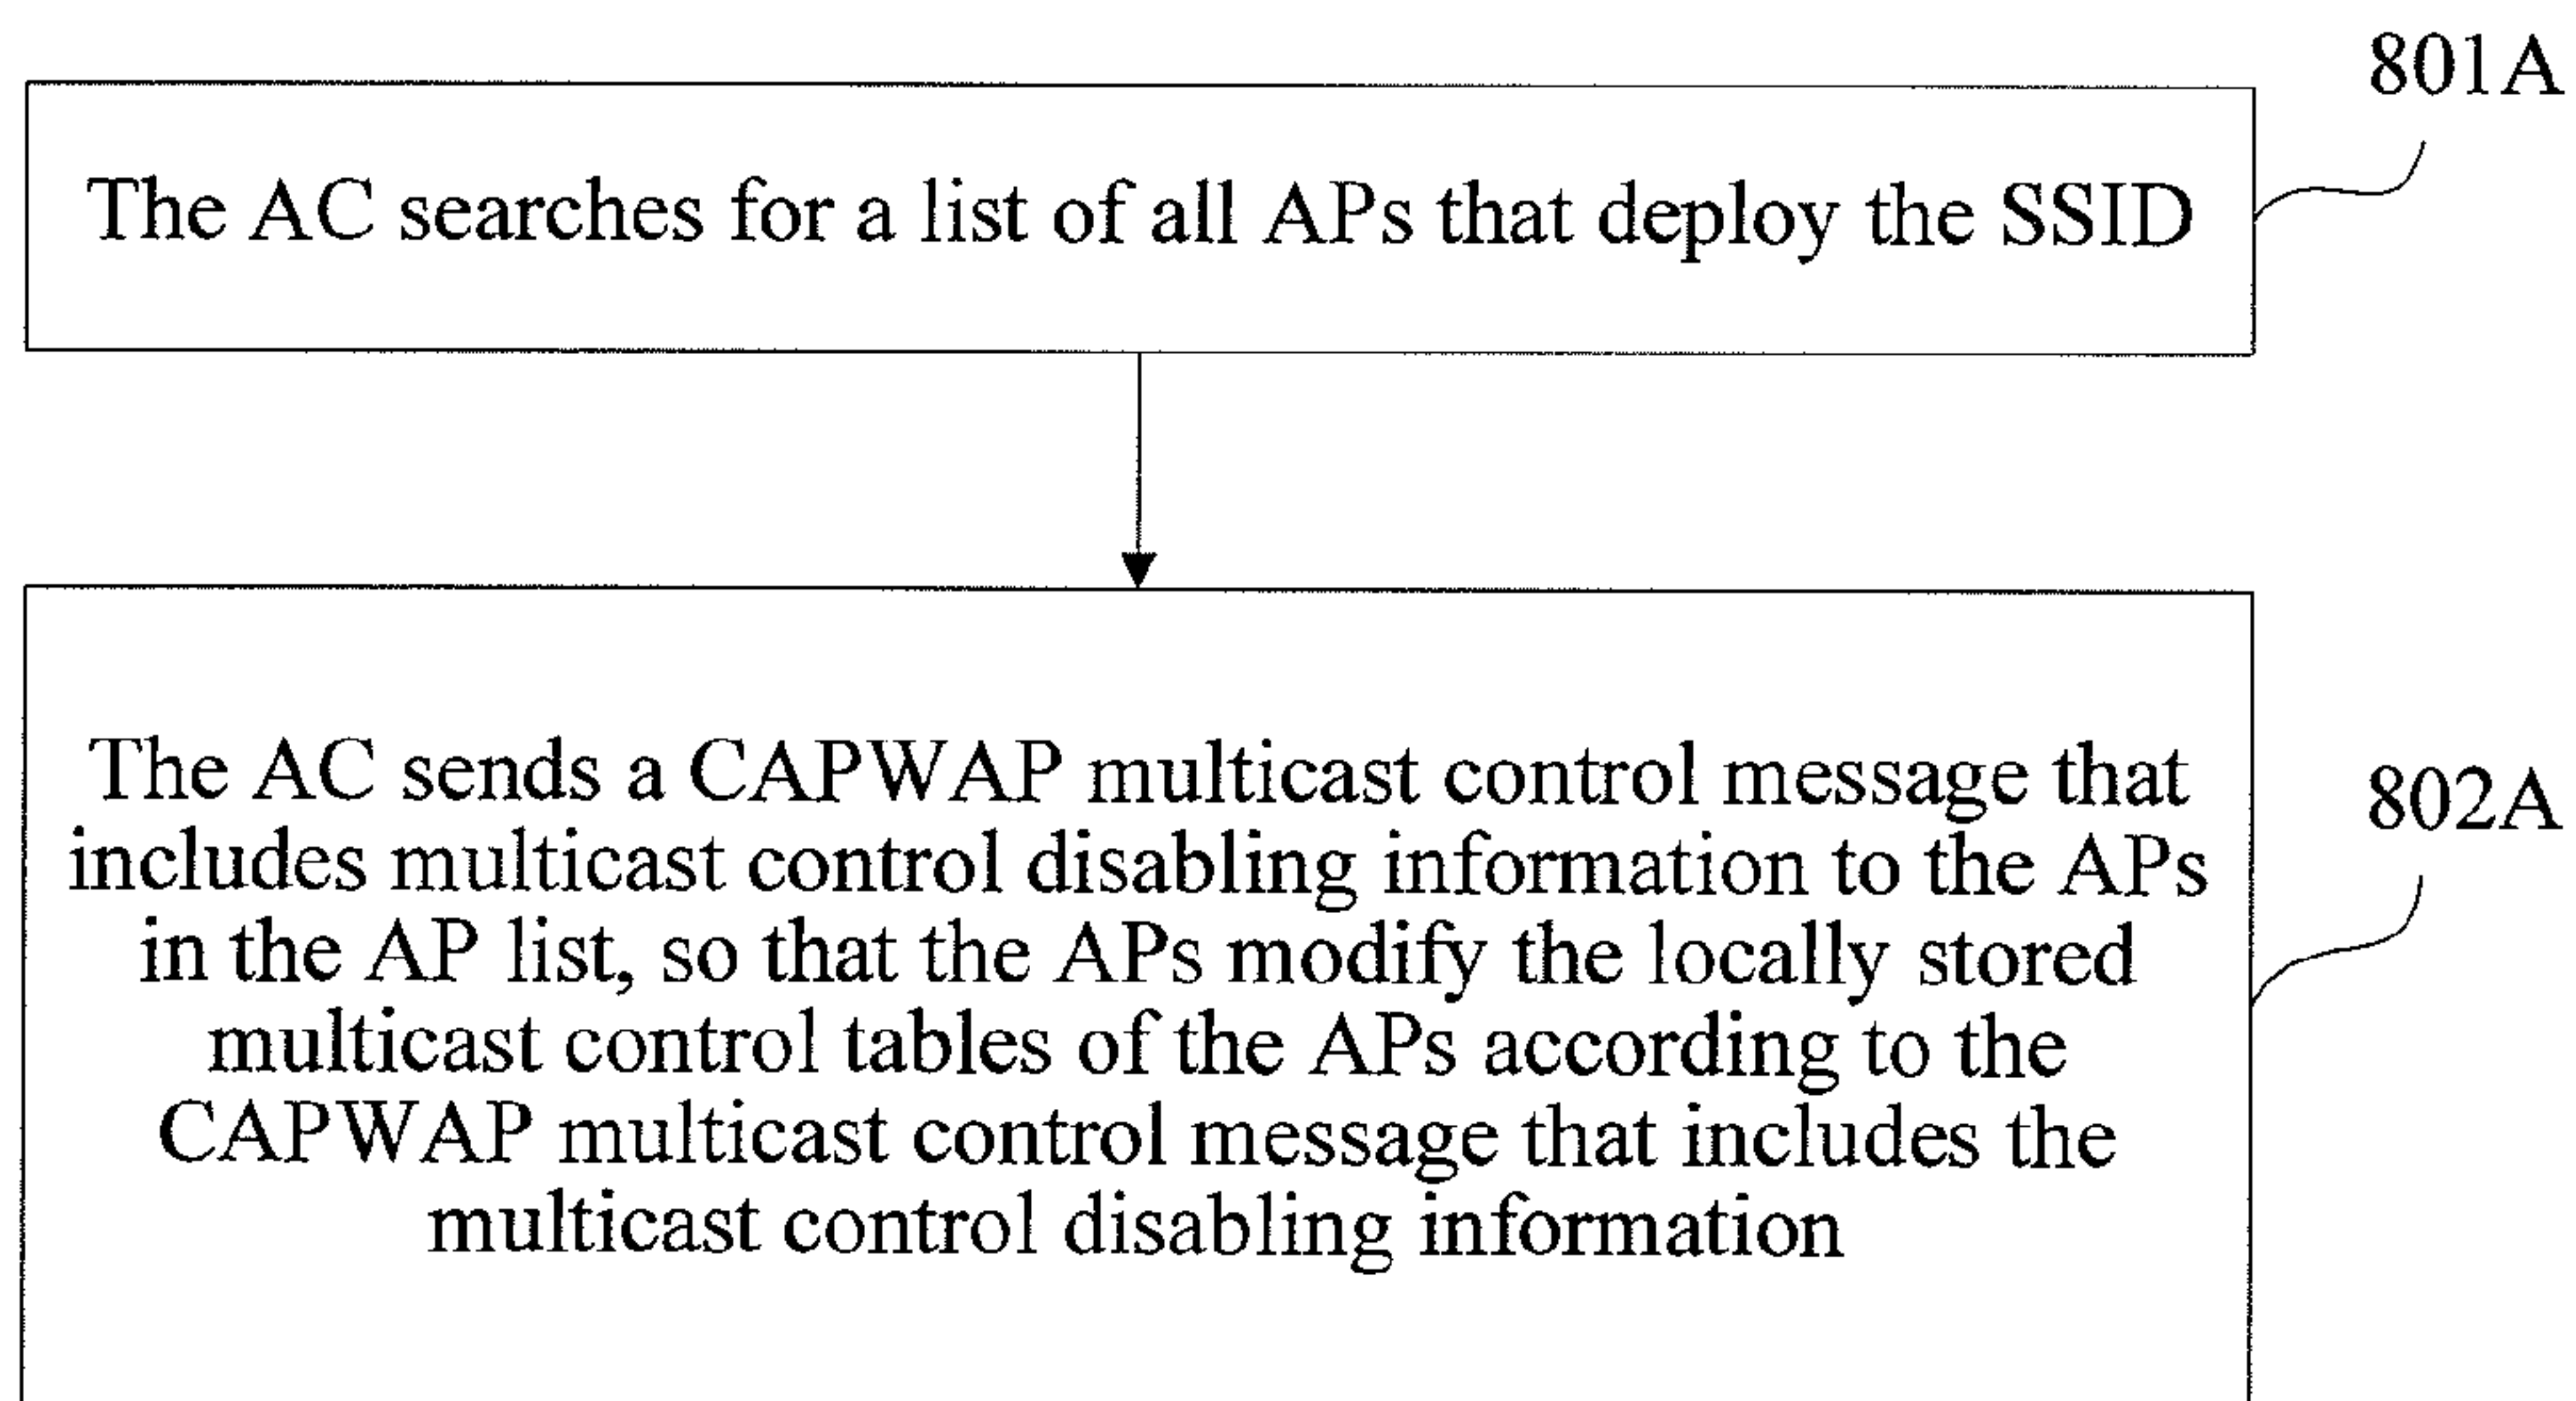 801A
The AC searches for a list of all APs that deploy the SSID
The AC sends a CAPWAP multicast control message that
includes multicast control disabling information to the APs
in the AP list, so that the APs modify the locally stored
multicast control tables of the APs according to the
CAPWAP multicast control message that includes the
multicast control disabling information
802A